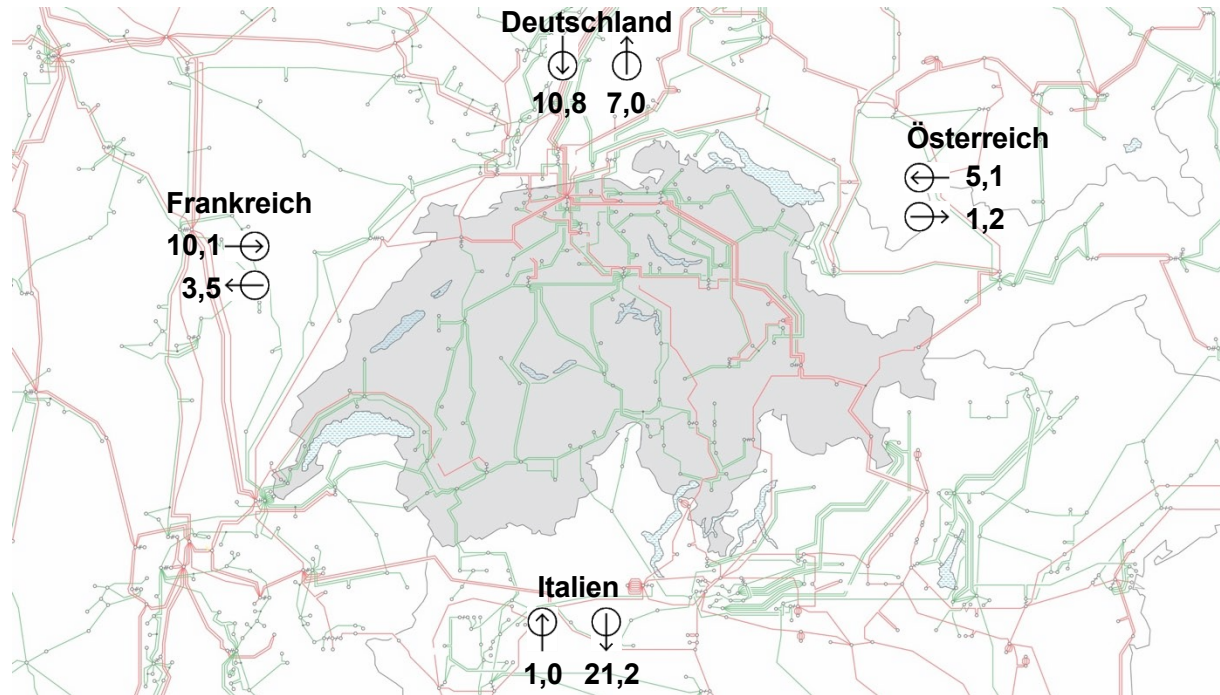 Deutschland
10,8 7,0
Österreich
5,1
1,2
Frankreich
10,1
3,5
Italien
1,0 21,2